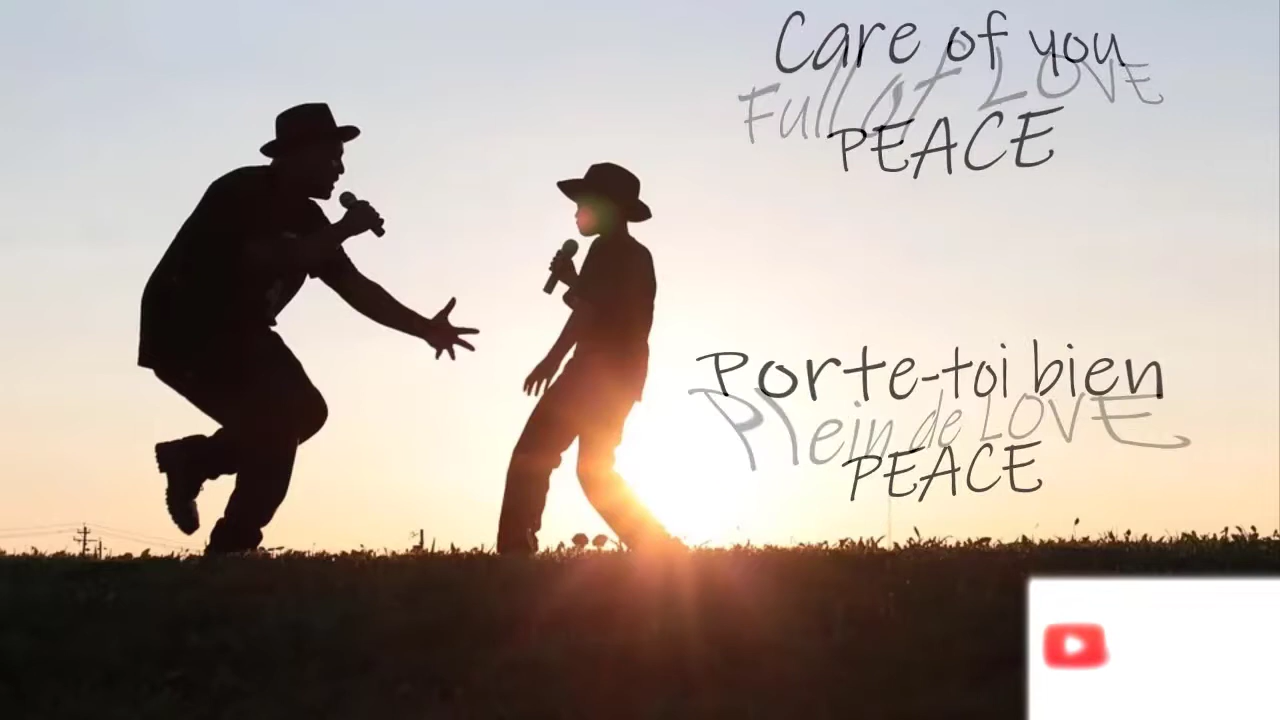 Care of you
Full of LOVE
PEACE
Porte-toi bien
Plein de LOVE
PEACE